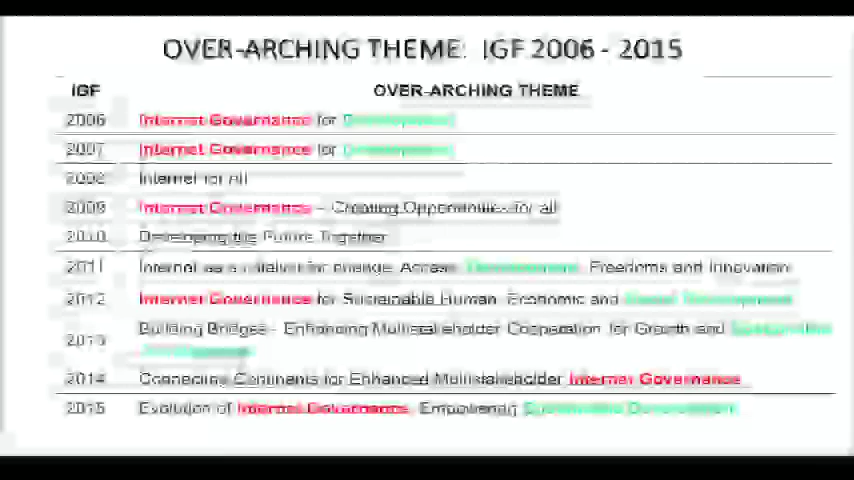 OVER-ARCHING THEME: IGF 2006 - 2015
IGF OVER-ARCHING THEME
2006 Internet Governance for Development
2007 Internet Governance for Development
2008 Internet for All
2009 Internet Governance – Creating Opportunities for all
2010 Developing the Future Together
2011 Internet as a catalyst for change: Access, Development, Freedoms and Innovation
2012 Internet Governance for Sustainable Human, Economic and Social Development
2013 Building Bridges - Enhancing Multistakeholder Cooperation for Growth and Sustainable
Development
2014 Connecting Continents for Enhanced Multistakeholder Internet Governance
2015 Evolution of Internet Governance: Empowering Sustainable Development